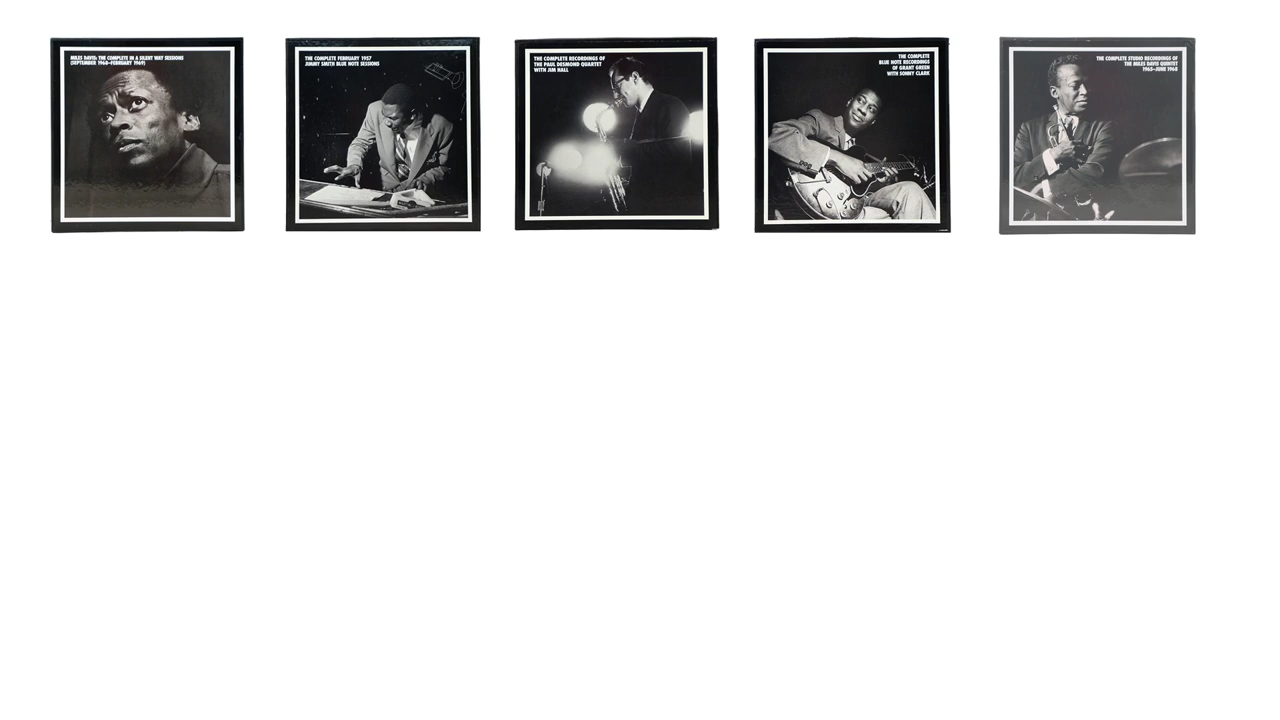 MILES DAVIS: THE COMPLETE IN A SILENT WAY SESSIONS
(SEPTEMBER 1968–FEBRUARY 1969)
THE COMPLETE FEBRUARY 1957
JIMMY SMITH BLUE NOTE SESSIONS
THE COMPLETE RECORDINGS OF
THE PAUL DESMOND QUARTET
WITH JIM HALL
THE COMPLETE
BLUE NOTE RECORDINGS
OF GRANT GREEN
WITH SONNY CLARK
THE COMPLETE STUDIO RECORDINGS OF
THE MILES DAVIS QUINTET
1965–JUNE 1968